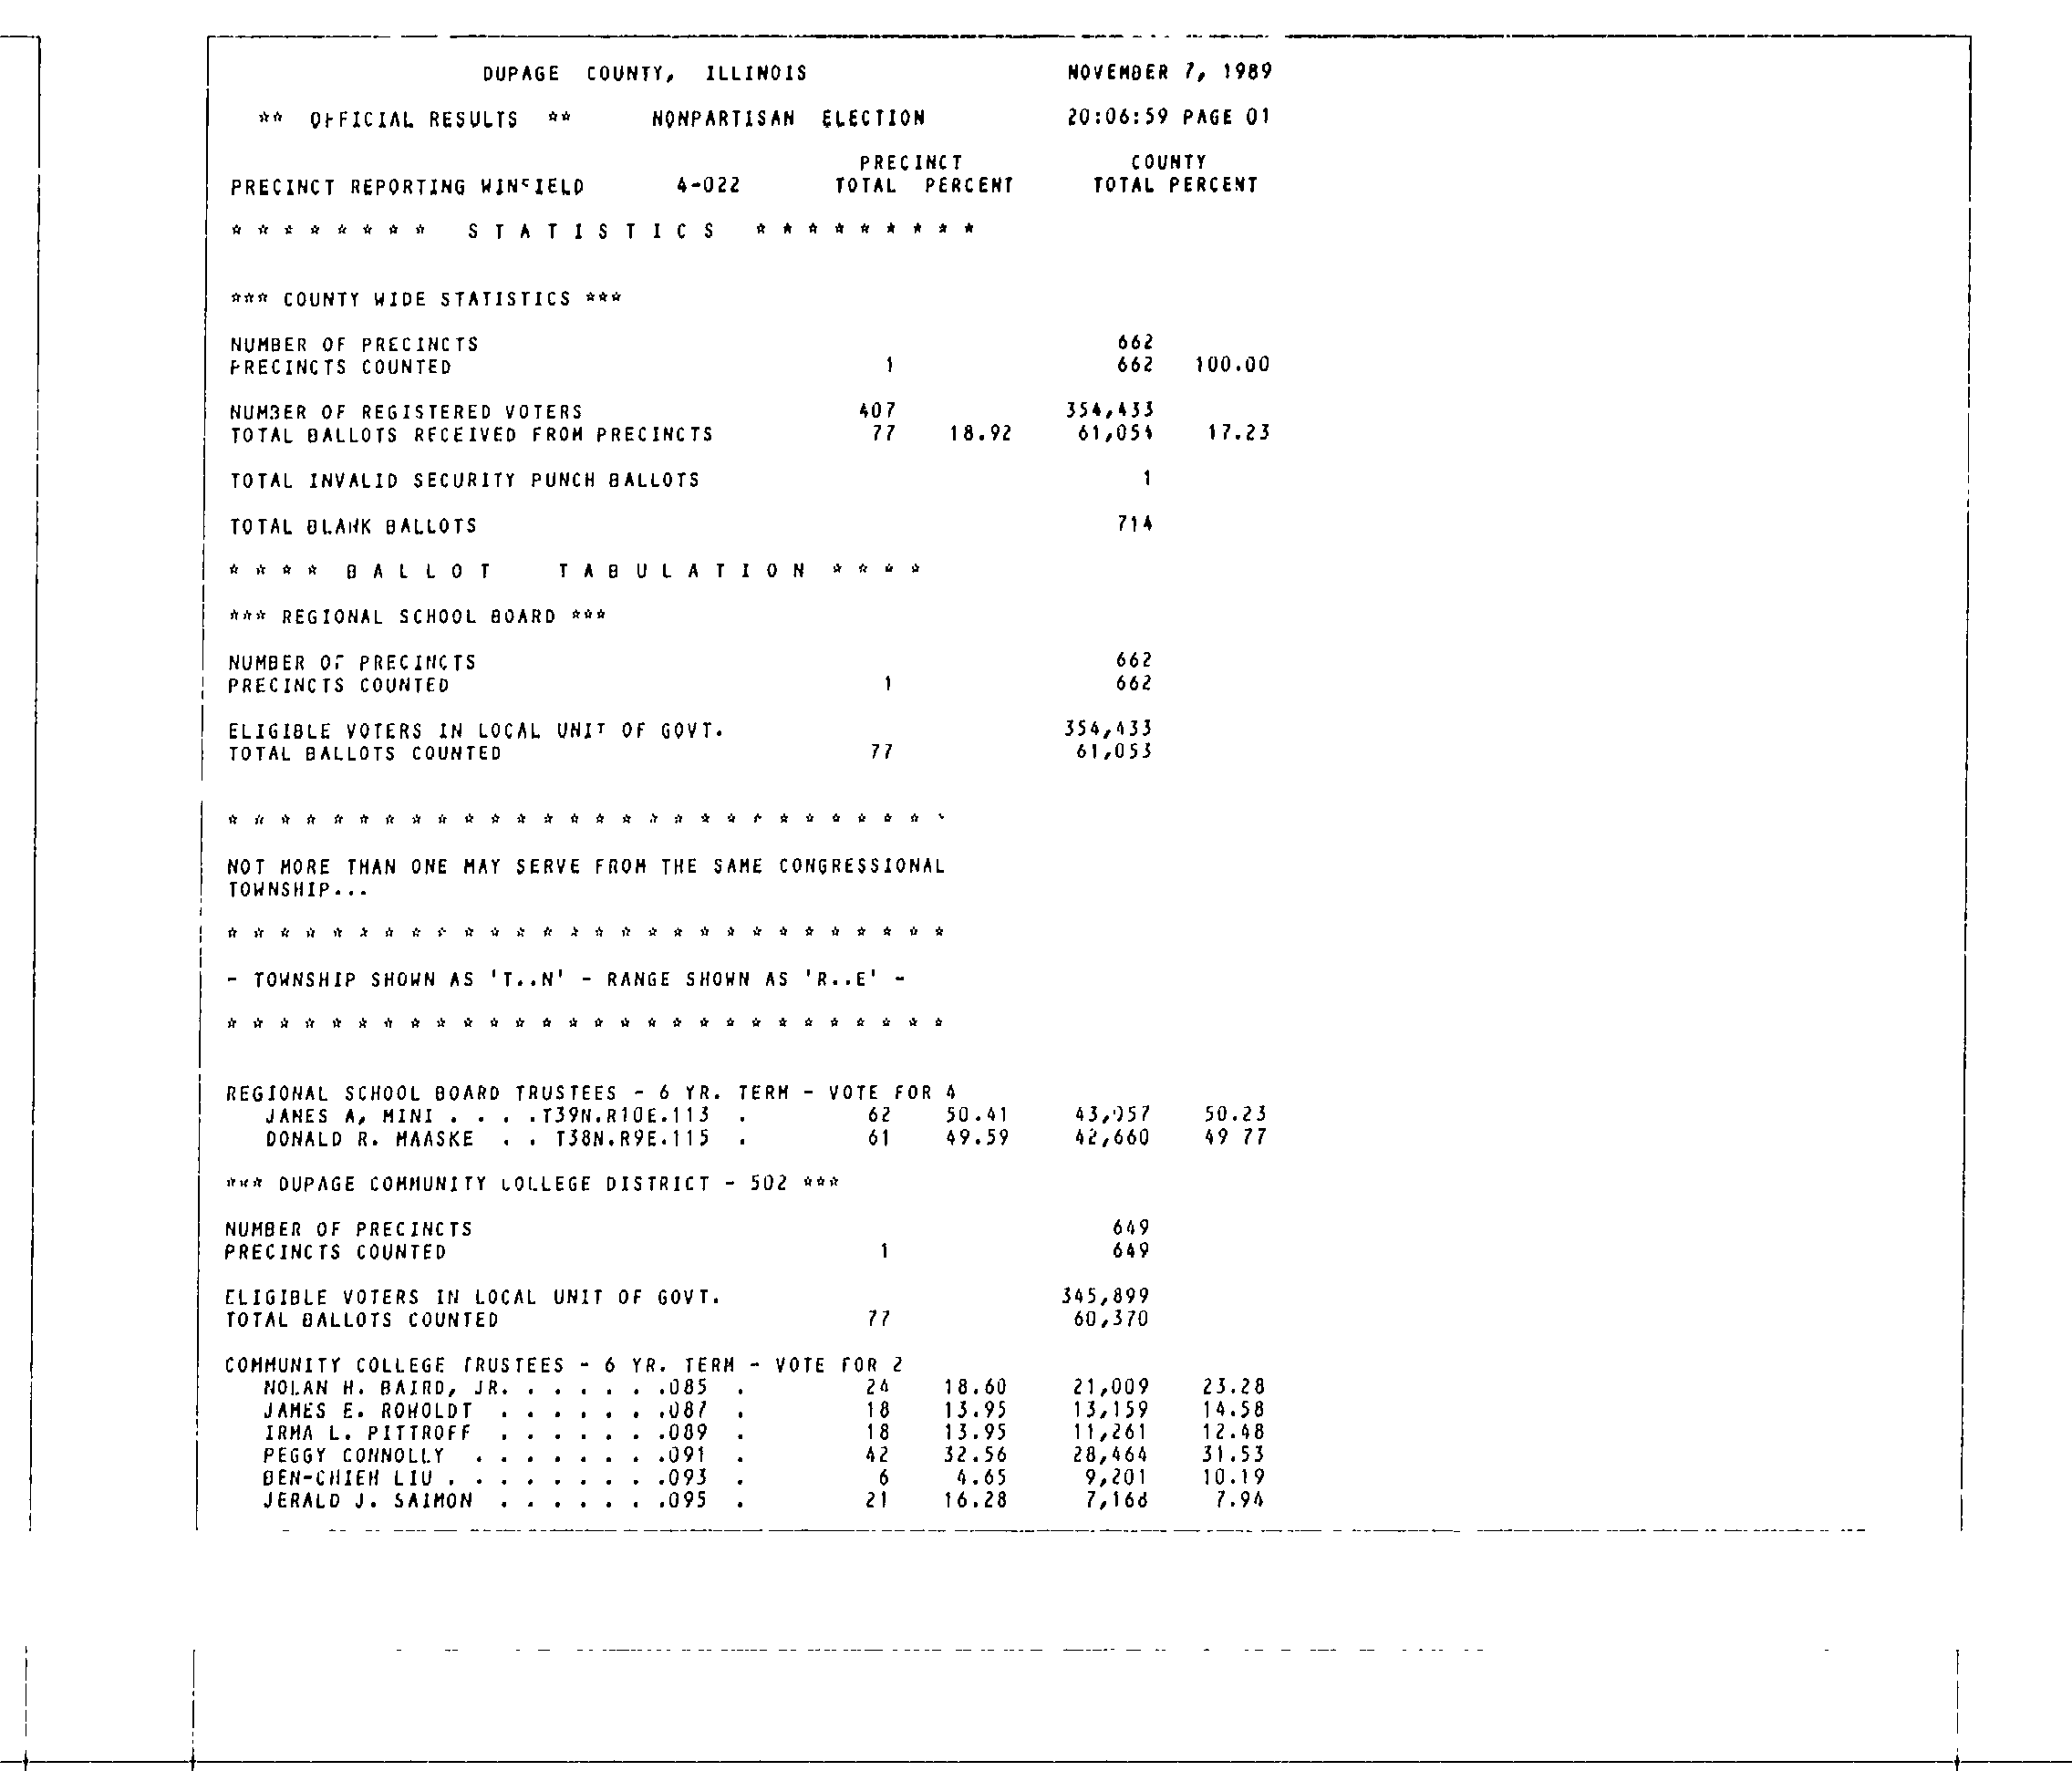 DUPAGE COUNTY, ILLINOIS NOVEMBER 7, 1989
** OFFICIAL RESULTS ** NONPARTISAN ELECTION 20:06:59 PAGE 01
PRECINCT COUNTY
PRECINCT REPORTING WINFIELD 4-022 TOTAL PERCENT TOTAL PERCENT
* * * * * * * * S T A T I S T I C S * * * * * * * * *
*** COUNTY WIDE STATISTICS ***
NUMBER OF PRECINCTS 662
PRECINCTS COUNTED 1 662 100.00
NUMBER OF REGISTERED VOTERS 407 354,433
TOTAL BALLOTS RECEIVED FROM PRECINCTS 77 18.92 61,054 17.23
TOTAL INVALID SECURITY PUNCH BALLOTS 1
TOTAL BLANK BALLOTS 714
* * * * B A L L O T T A B U L A T I O N * * * *
*** REGIONAL SCHOOL BOARD ***
NUMBER OF PRECINCTS 662
PRECINCTS COUNTED 1 662
ELIGIBLE VOTERS IN LOCAL UNIT OF GOVT. 354,433
TOTAL BALLOTS COUNTED 77 61,053
* * * * * * * * * * * * * * * * * * * * * * * * * * * *
NOT MORE THAN ONE MAY SERVE FROM THE SAME CONGRESSIONAL
TOWNSHIP...
* * * * * * * * * * * * * * * * * * * * * * * * * * * *
- TOWNSHIP SHOWN AS 'T..N' - RANGE SHOWN AS 'R..E' -
* * * * * * * * * * * * * * * * * * * * * * * * * * * *
REGIONAL SCHOOL BOARD TRUSTEES - 6 YR. TERM - VOTE FOR 4
JAMES A. MINI . . . .T39N.R10E.113 . 62 50.41 43,057 50.23
DONALD R. MAASKE . . T38N.R9E.115 . 61 49.59 42,660 49 77
*** DUPAGE COMMUNITY COLLEGE DISTRICT - 502 ***
NUMBER OF PRECINCTS 649
PRECINCTS COUNTED 1 649
ELIGIBLE VOTERS IN LOCAL UNIT OF GOVT. 345,899
TOTAL BALLOTS COUNTED 77 60,370
COMMUNITY COLLEGE TRUSTEES - 6 YR. TERM - VOTE FOR 2
NOLAN H. BAIRD, JR. . . . . . .085 . 24 18.60 21,009 23.28
JAMES E. ROWOLDT . . . . . . .087 . 18 13.95 13,159 14.58
IRMA L. PITTROFF . . . . . . .089 . 18 13.95 11,261 12.48
PEGGY CONNOLLY . . . . . . . .091 . 42 32.56 28,464 31.53
BEN-CHIEH LIU . . . . . . . . .093 . 6 4.65 9,201 10.19
JERALD J. SAIMON . . . . . . .095 . 21 16.28 7,168 7.94